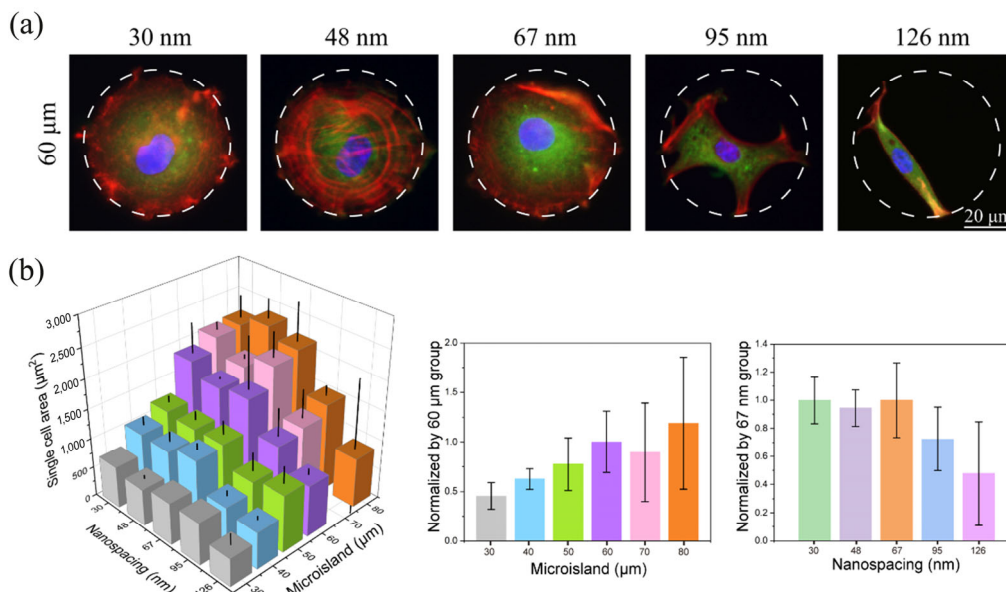 (a)
30 nm 48 nm 67 nm 95 nm 126 nm
60 μm
20 μm
(b)
3,000
2,500
2,000
1,500
1,000
500
0
Single cell area (μm²)
30
48
67
95
126
Nanospacing (nm)
30
40
50
60
70
80
Microisland (μm)
2.0
1.5
1.0
0.5
0.0
Normalized by 60 μm group
30 40 50 60 70 80
Microisland (μm)
1.4
1.2
1.0
0.8
0.6
0.4
0.2
0.0
Normalized by 67 nm group
30 48 67 95 126
Nanospacing (nm)